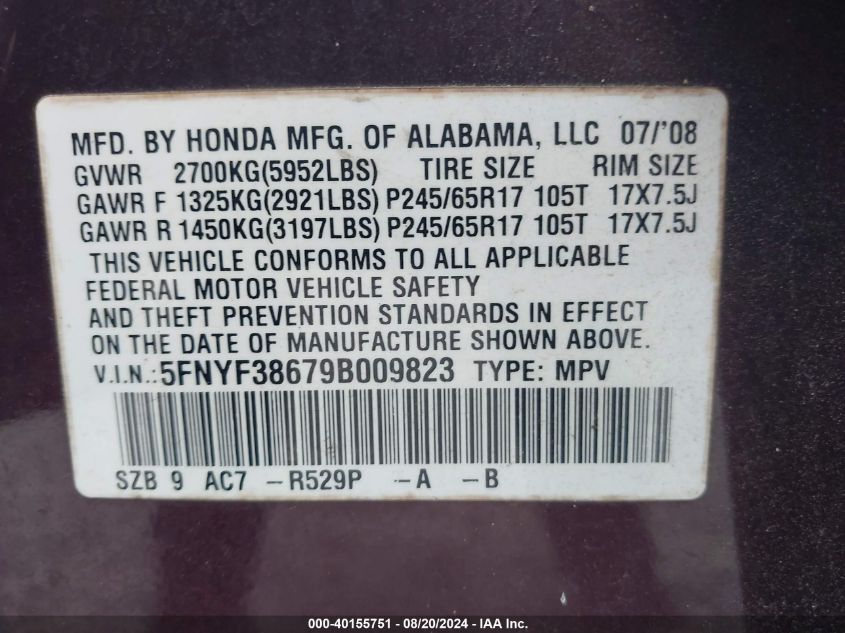 MFD. BY HONDA MFG. OF ALABAMA, LLC 07/'08
GVWR 2700KG(5952LBS) TIRE SIZE RIM SIZE
GAWR F 1325KG(2921LBS) P245/65R17 105T 17X7.5J
GAWR R 1450KG(3197LBS) P245/65R17 105T 17X7.5J
THIS VEHICLE CONFORMS TO ALL APPLICABLE
FEDERAL MOTOR VEHICLE SAFETY
AND THEFT PREVENTION STANDARDS IN EFFECT
ON THE DATE OF MANUFACTURE SHOWN ABOVE.
V.I.N.:5FNYF38679B009823 TYPE: MPV
SZB 9 AC7 -R529P -A -B
000-40155751 | 08/20/2024 - IAA Inc.